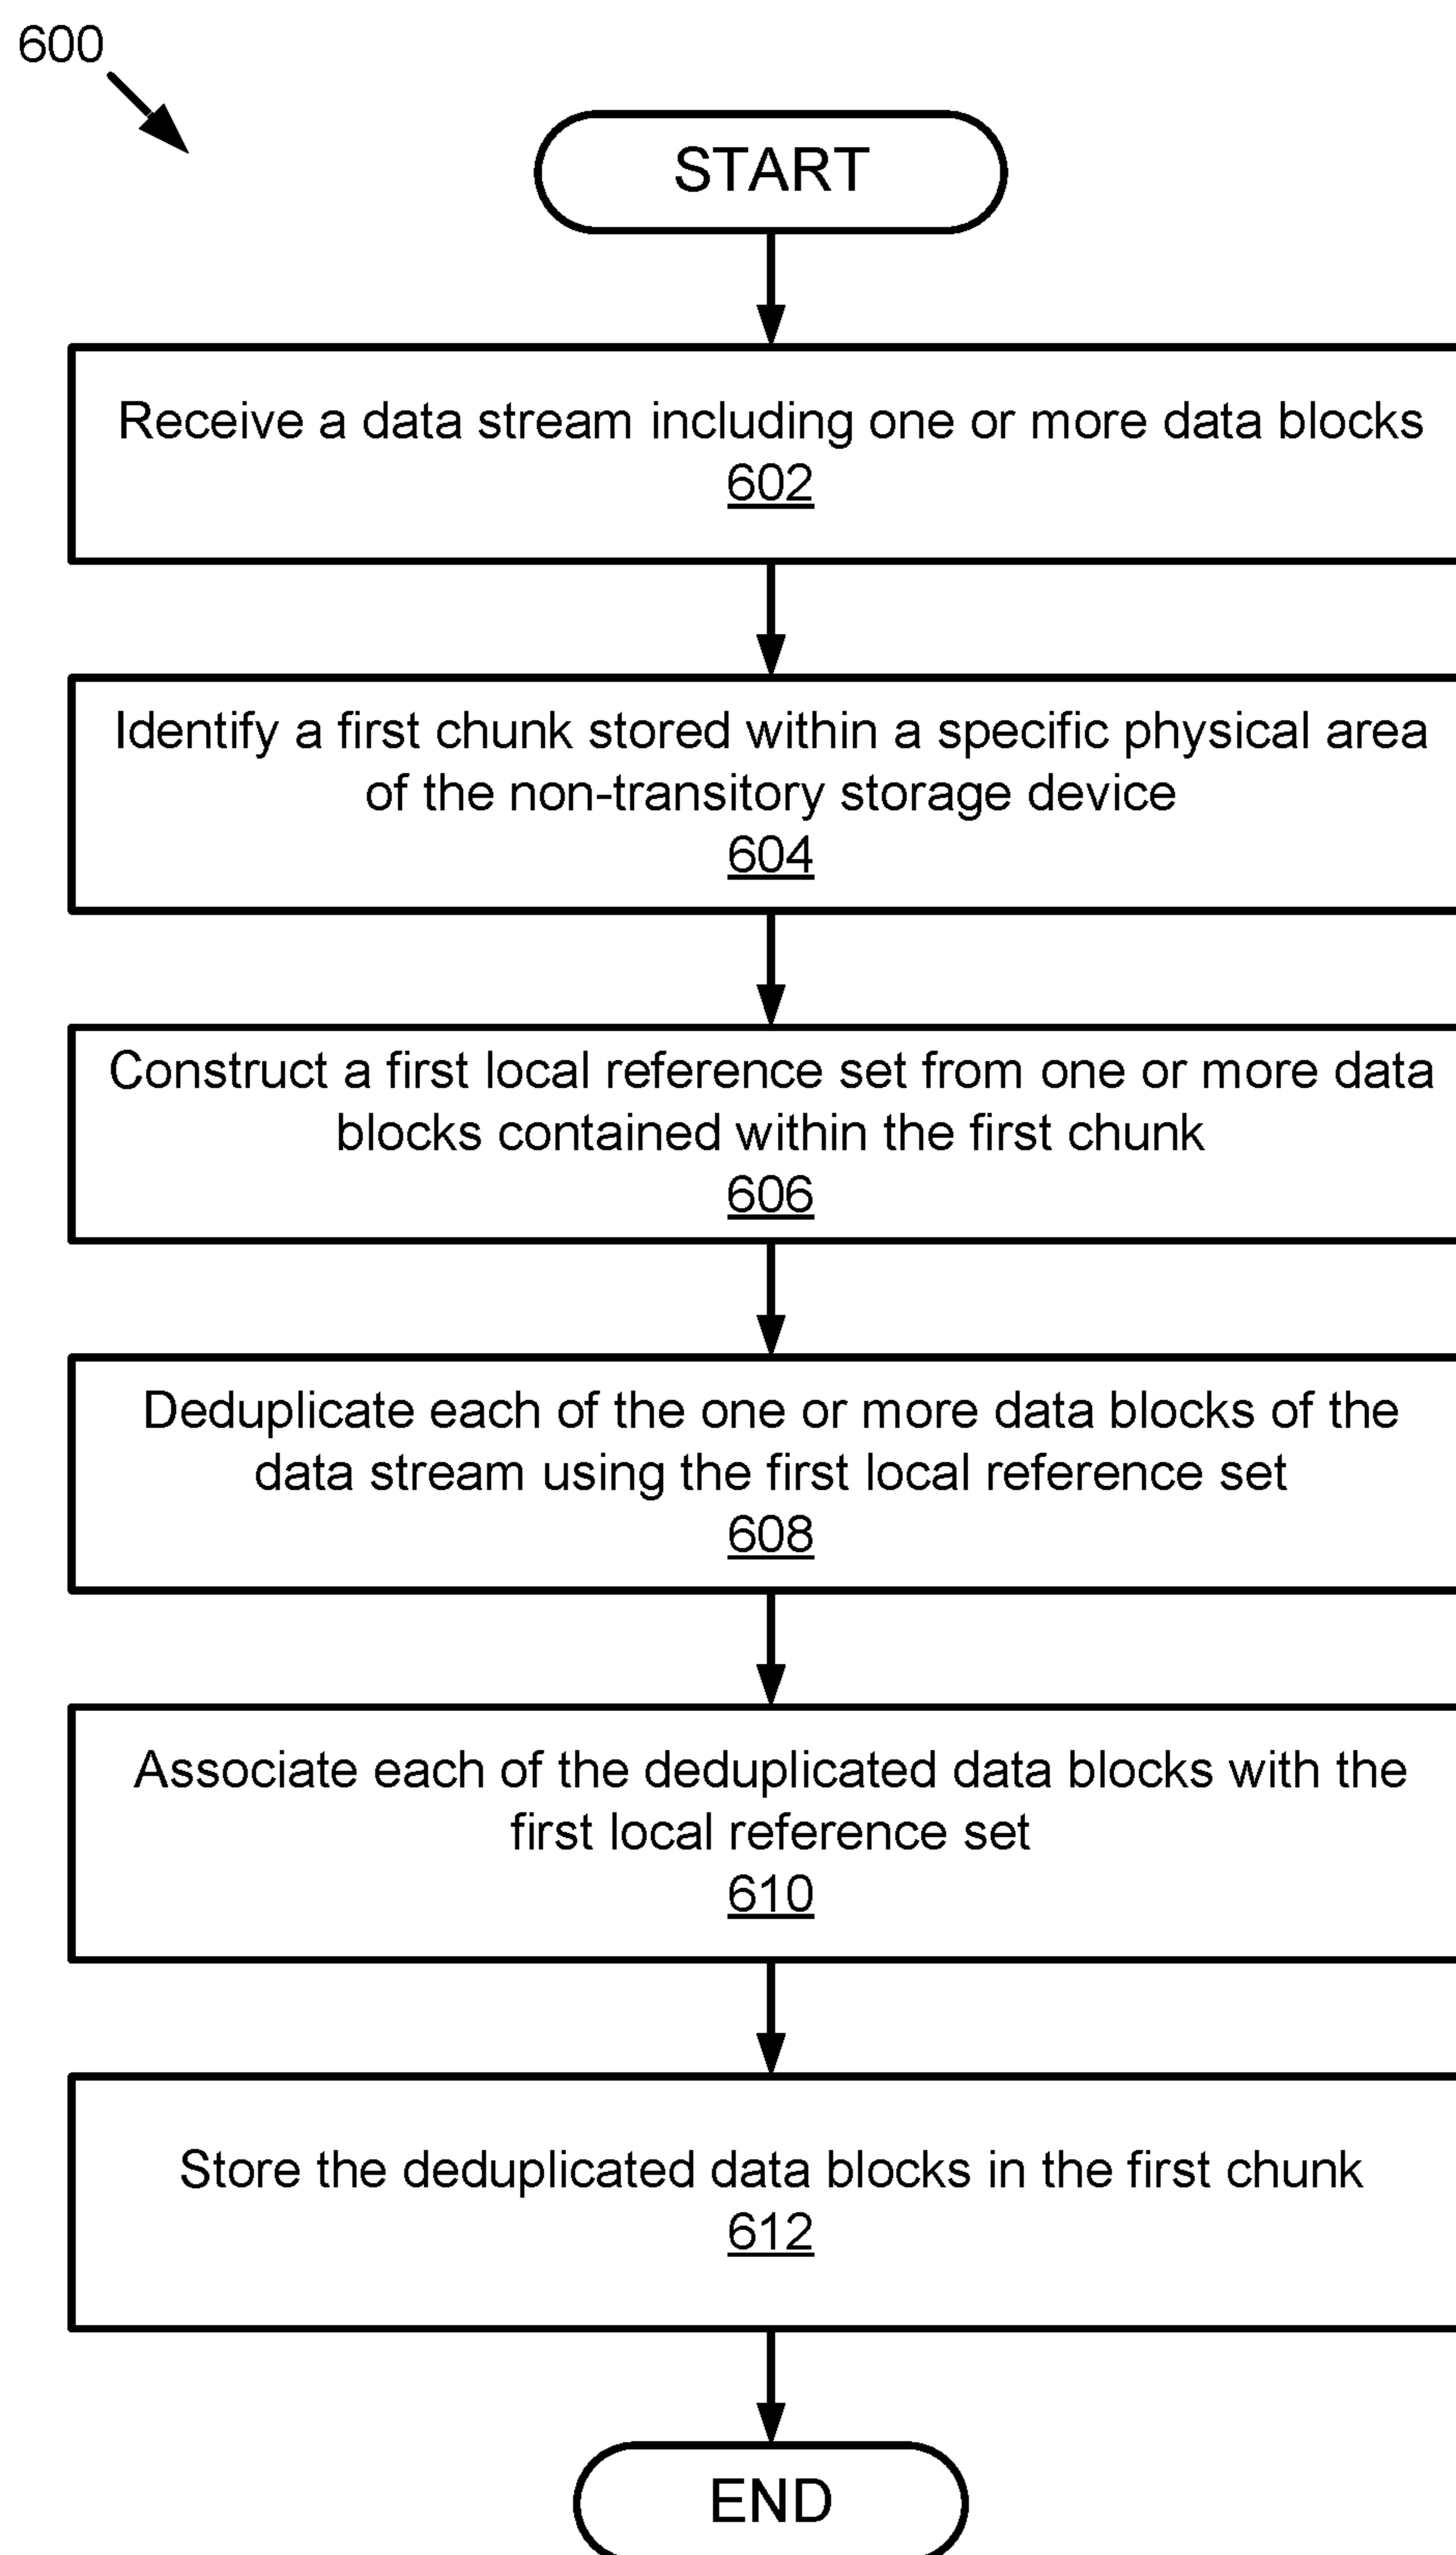 600
START
Receive a data stream including one or more data blocks
602
Identify a first chunk stored within a specific physical area
of the non-transitory storage device
604
Construct a first local reference set from one or more data
blocks contained within the first chunk
606
Deduplicate each of the one or more data blocks of the
data stream using the first local reference set
608
Associate each of the deduplicated data blocks with the
first local reference set
610
Store the deduplicated data blocks in the first chunk
612
END